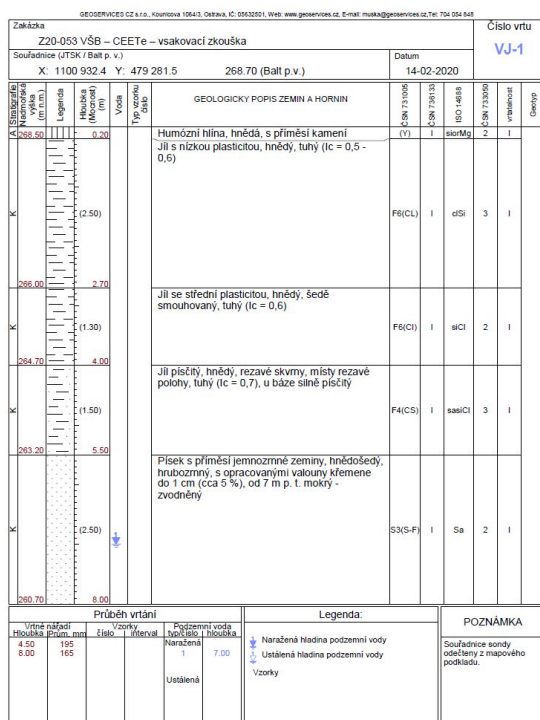 GEOSERVICES CZ s.r.o., Kounicova 1064/3, Ostrava, IČ: 05632501, Web: www.geoservices.cz, E-mail: muska@geoservices.cz,Tel: 704 054 848
Zakázka
Číslo vrtu
Z20-053 VŠB – CEETe – vsakovací zkouška
VJ-1
Souřadnice (JTSK / Balt p. v.)
Datum
X: 1100 932.4 Y: 479 281.5 268.70 (Balt p.v.)
14-02-2020
Stratigrafie
Nadmořská výška (m n.m.)
Legenda
Hloubka (Mocnost) (m)
Voda
Typ vzorku číslo
GEOLOGICKÝ POPIS ZEMIN A HORNIN
ČSN 731005
ČSN 736133
ISO 14688
ČSN 733050
vrtatelnost
Geotyp
A 268.50 0.20 Humózní hlína, hnědá, s příměsí kamení (Y) I siorMg 2 I
Jíl s nízkou plasticitou, hnědý, tuhý (Ic = 0,5 -
0,6)
K (2.50) F6(CL) I clSi 3 I
266.00 2.70
Jíl se střední plasticitou, hnědý, šedě
smouhovaný, tuhý (Ic = 0,6)
K (1.30) F6(CI) I siCl 2 I
264.70 4.00
Jíl písčitý, hnědý, rezavé skvrny, místy rezavé
polohy, tuhý (Ic = 0,7), u báze silně písčitý
K (1.50) F4(CS) I sasiCl 3 I
263.20 5.50
Písek s příměsí jemnozrnné zeminy, hnědošedý,
hrubozrnný, s opracovanými valouny křemene
do 1 cm (cca 5 %), od 7 m p. t. mokrý -
zvodněný
K (2.50) S3(S-F) I Sa 2 I
260.70 8.00
Průběh vrtání
Vrtné nářadí Vzorky Podzemní voda
Hloubka Prům. mm číslo interval typ/číslo hloubka
4.50 195 Naražená
8.00 165 1 7.00
Ustálená
Legenda:
Naražená hladina podzemní vody
Ustálená hladina podzemní vody
Vzorky
POZNÁMKA
Souřadnice sondy
odečteny z mapového
podkladu.